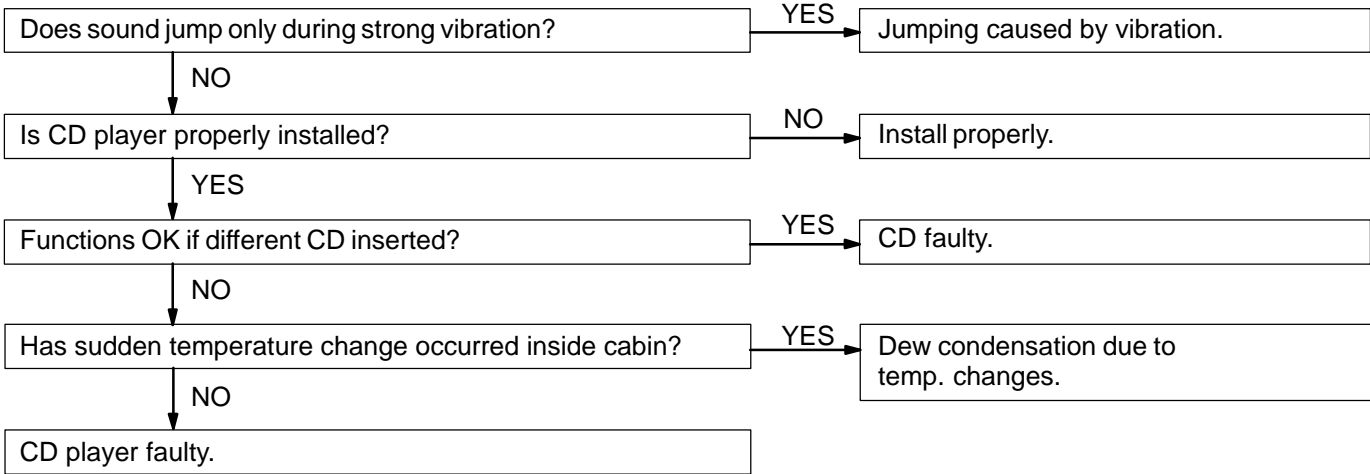 Does sound jump only during strong vibration?
YES
Jumping caused by vibration.
NO
Is CD player properly installed?
NO
Install properly.
YES
Functions OK if different CD inserted?
YES
CD faulty.
NO
Has sudden temperature change occurred inside cabin?
YES
Dew condensation due to
temp. changes.
NO
CD player faulty.